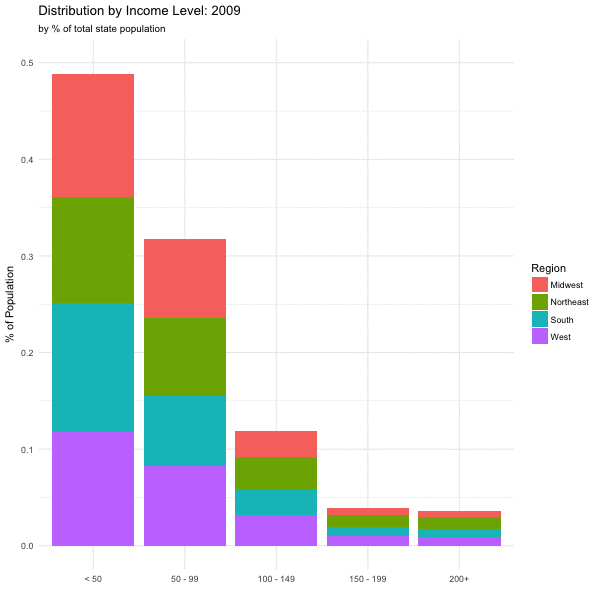 Distribution by Income Level: 2009
by % of total state population
% of Population
0.5
0.4
0.3
0.2
0.1
0.0
< 50
50 - 99
100 - 149
150 - 199
200+
Region
Midwest
Northeast
South
West